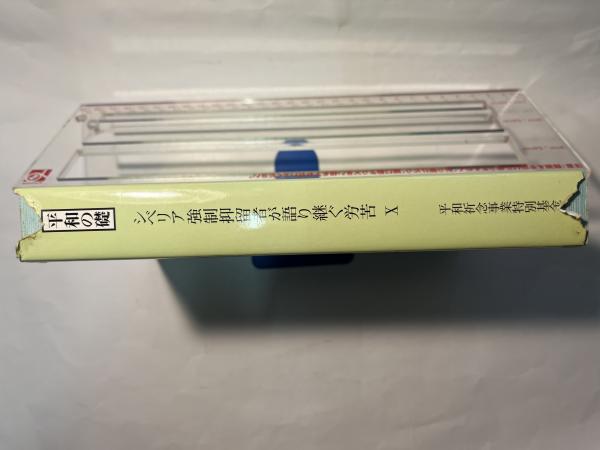 平和の礎
シベリア強制抑留者が語り継ぐ労苦 X
平和祈念事業特別基金